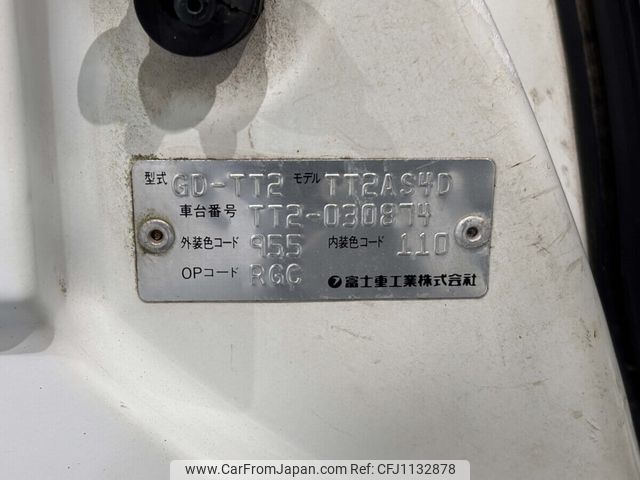 型式 GD-TT2 モデル TT2AS4D
車台番号 TT2-030874
外装色コード 955 内装色コード 110
OPコード RGC 富士重工業株式会社
www.CarFromJapan.com | Ref No.CFJ1132878